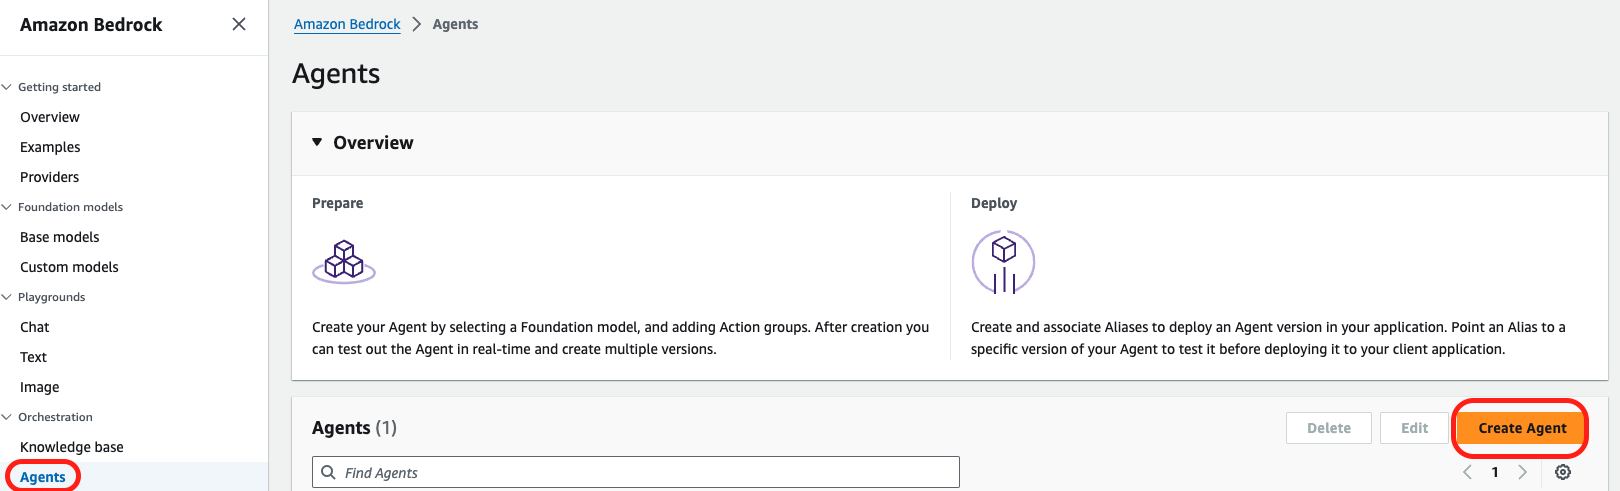 Amazon Bedrock
Getting started
Overview
Examples
Providers
Foundation models
Base models
Custom models
Playgrounds
Chat
Text
Image
Orchestration
Knowledge base
Agents
Amazon Bedrock > Agents
Agents
Overview
Prepare
Create your Agent by selecting a Foundation model, and adding Action groups. After creation you
can test out the Agent in real-time and create multiple versions.
Deploy
Create and associate Aliases to deploy an Agent version in your application. Point an Alias to a
specific version of your Agent to test it before deploying it to your client application.
Agents (1)
Delete Edit Create Agent
Find Agents
1